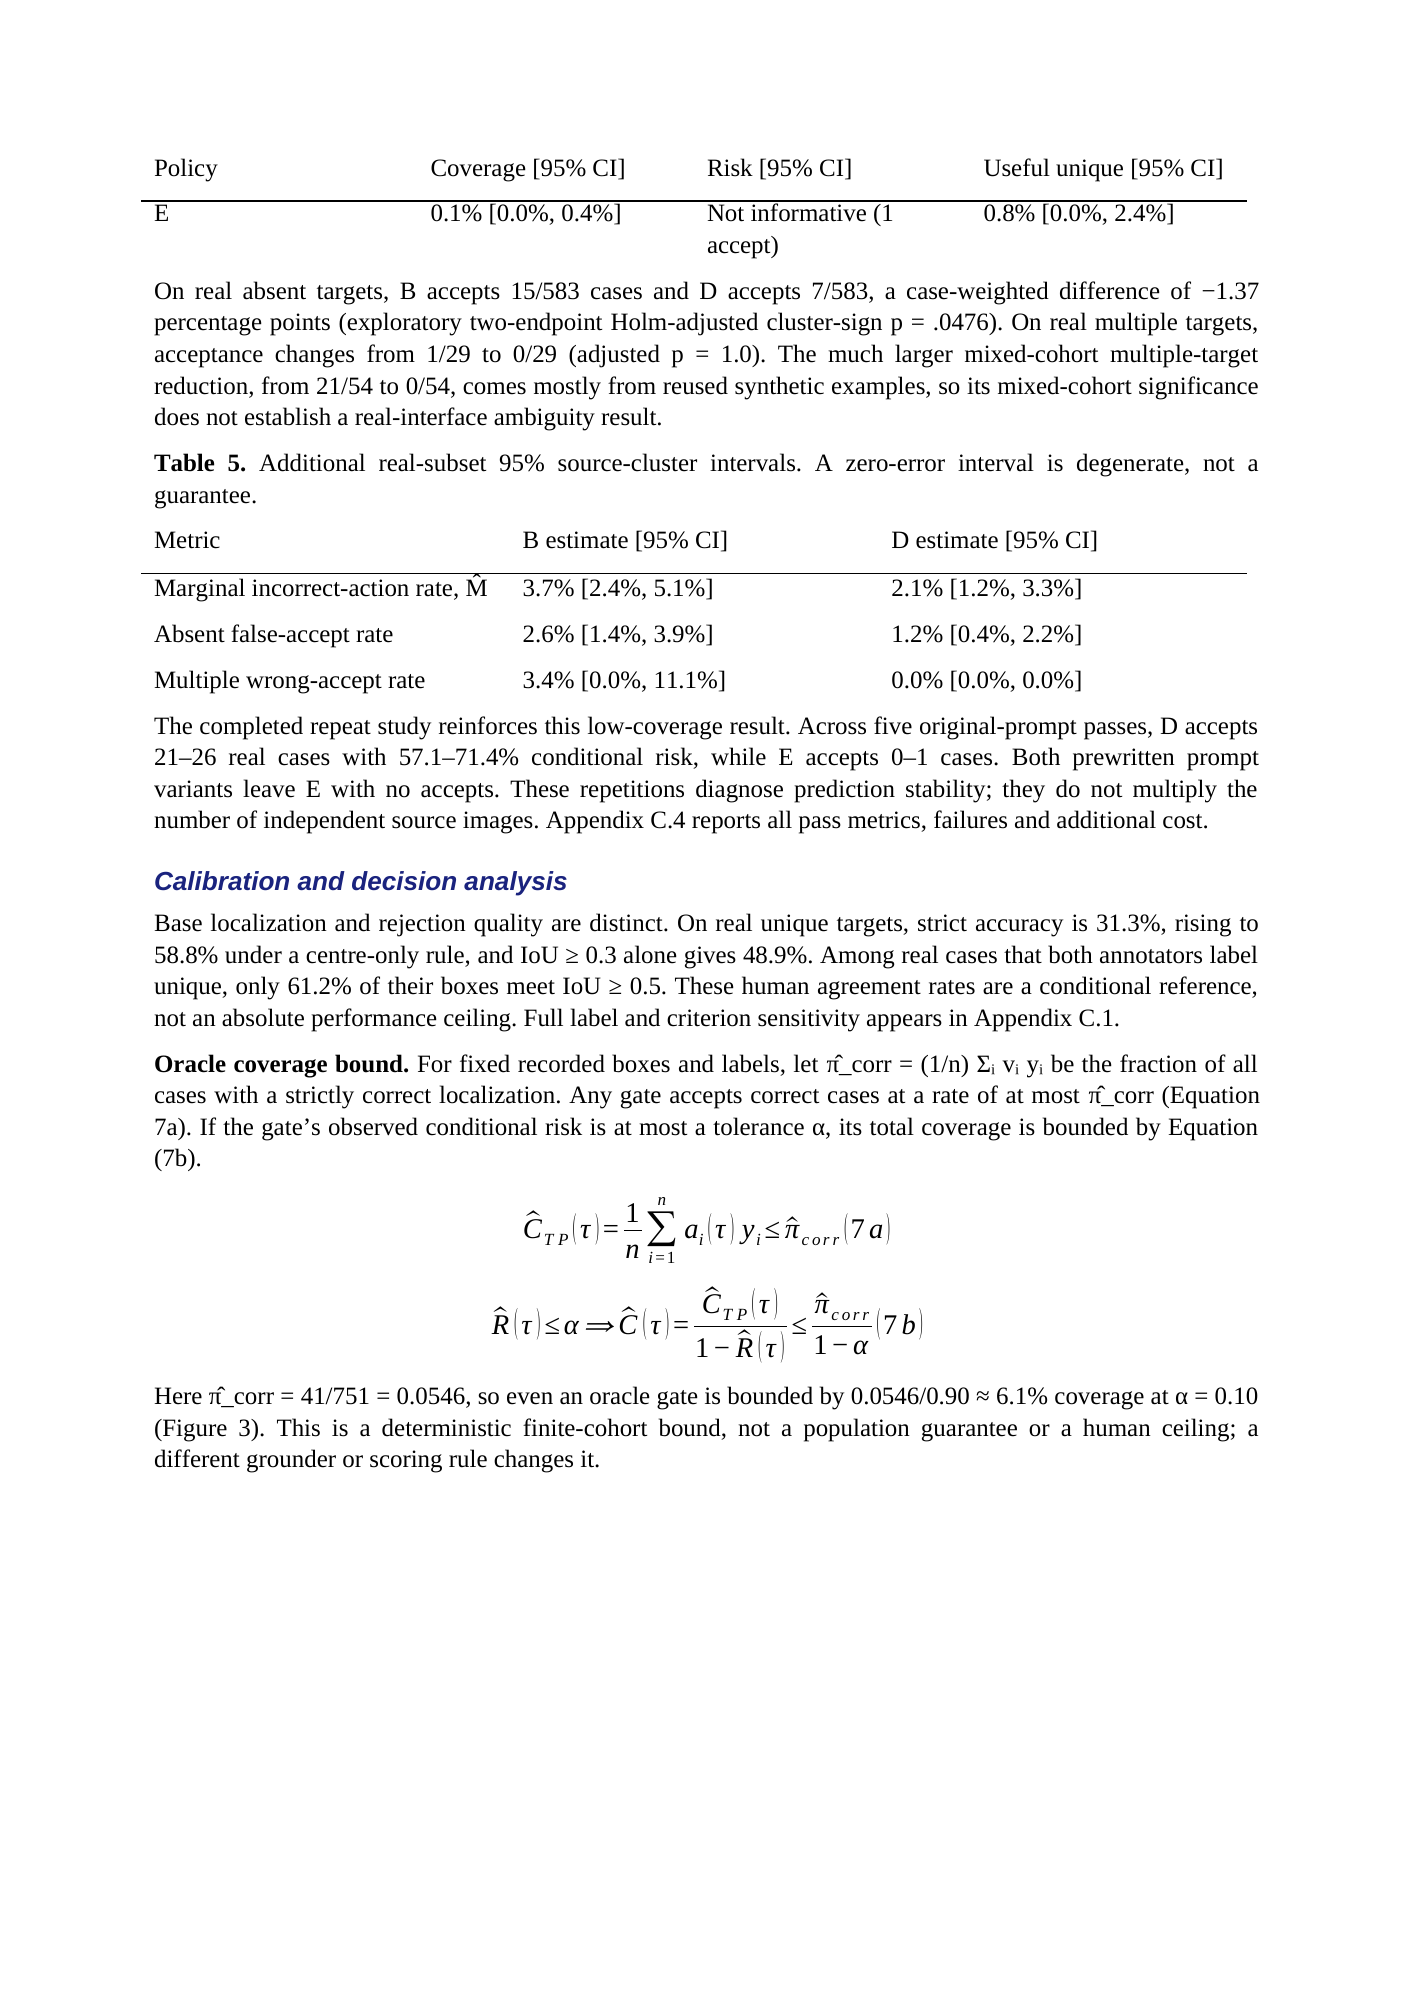 Policy Coverage [95% CI] Risk [95% CI] Useful unique [95% CI]
E 0.1% [0.0%, 0.4%] Not informative (1 accept) 0.8% [0.0%, 2.4%]
On real absent targets, B accepts 15/583 cases and D accepts 7/583, a case-weighted difference of −1.37
percentage points (exploratory two-endpoint Holm-adjusted cluster-sign p = .0476). On real multiple targets,
acceptance changes from 1/29 to 0/29 (adjusted p = 1.0). The much larger mixed-cohort multiple-target
reduction, from 21/54 to 0/54, comes mostly from reused synthetic examples, so its mixed-cohort significance
does not establish a real-interface ambiguity result.
Table 5. Additional real-subset 95% source-cluster intervals. A zero-error interval is degenerate, not a
guarantee.
Metric B estimate [95% CI] D estimate [95% CI]
Marginal incorrect-action rate, M̂ 3.7% [2.4%, 5.1%] 2.1% [1.2%, 3.3%]
Absent false-accept rate 2.6% [1.4%, 3.9%] 1.2% [0.4%, 2.2%]
Multiple wrong-accept rate 3.4% [0.0%, 11.1%] 0.0% [0.0%, 0.0%]
The completed repeat study reinforces this low-coverage result. Across five original-prompt passes, D accepts
21–26 real cases with 57.1–71.4% conditional risk, while E accepts 0–1 cases. Both prewritten prompt
variants leave E with no accepts. These repetitions diagnose prediction stability; they do not multiply the
number of independent source images. Appendix C.4 reports all pass metrics, failures and additional cost.
Calibration and decision analysis
Base localization and rejection quality are distinct. On real unique targets, strict accuracy is 31.3%, rising to
58.8% under a centre-only rule, and IoU ≥ 0.3 alone gives 48.9%. Among real cases that both annotators label
unique, only 61.2% of their boxes meet IoU ≥ 0.5. These human agreement rates are a conditional reference,
not an absolute performance ceiling. Full label and criterion sensitivity appears in Appendix C.1.
Oracle coverage bound. For fixed recorded boxes and labels, let π̂_corr = (1/n) Σᵢ vᵢ yᵢ be the fraction of all
cases with a strictly correct localization. Any gate accepts correct cases at a rate of at most π̂_corr (Equation
7a). If the gate’s observed conditional risk is at most a tolerance α, its total coverage is bounded by Equation
(7b).
Ĉ_TP(τ) = 1/n ∑_{i=1}^{n} a_i(τ) y_i ≤ π̂_corr (7a)
R̂(τ) ≤ α ⟹ Ĉ(τ) = Ĉ_TP(τ) / (1 − R̂(τ)) ≤ π̂_corr / (1 − α) (7b)
Here π̂_corr = 41/751 = 0.0546, so even an oracle gate is bounded by 0.0546/0.90 ≈ 6.1% coverage at α = 0.10
(Figure 3). This is a deterministic finite-cohort bound, not a population guarantee or a human ceiling; a
different grounder or scoring rule changes it.